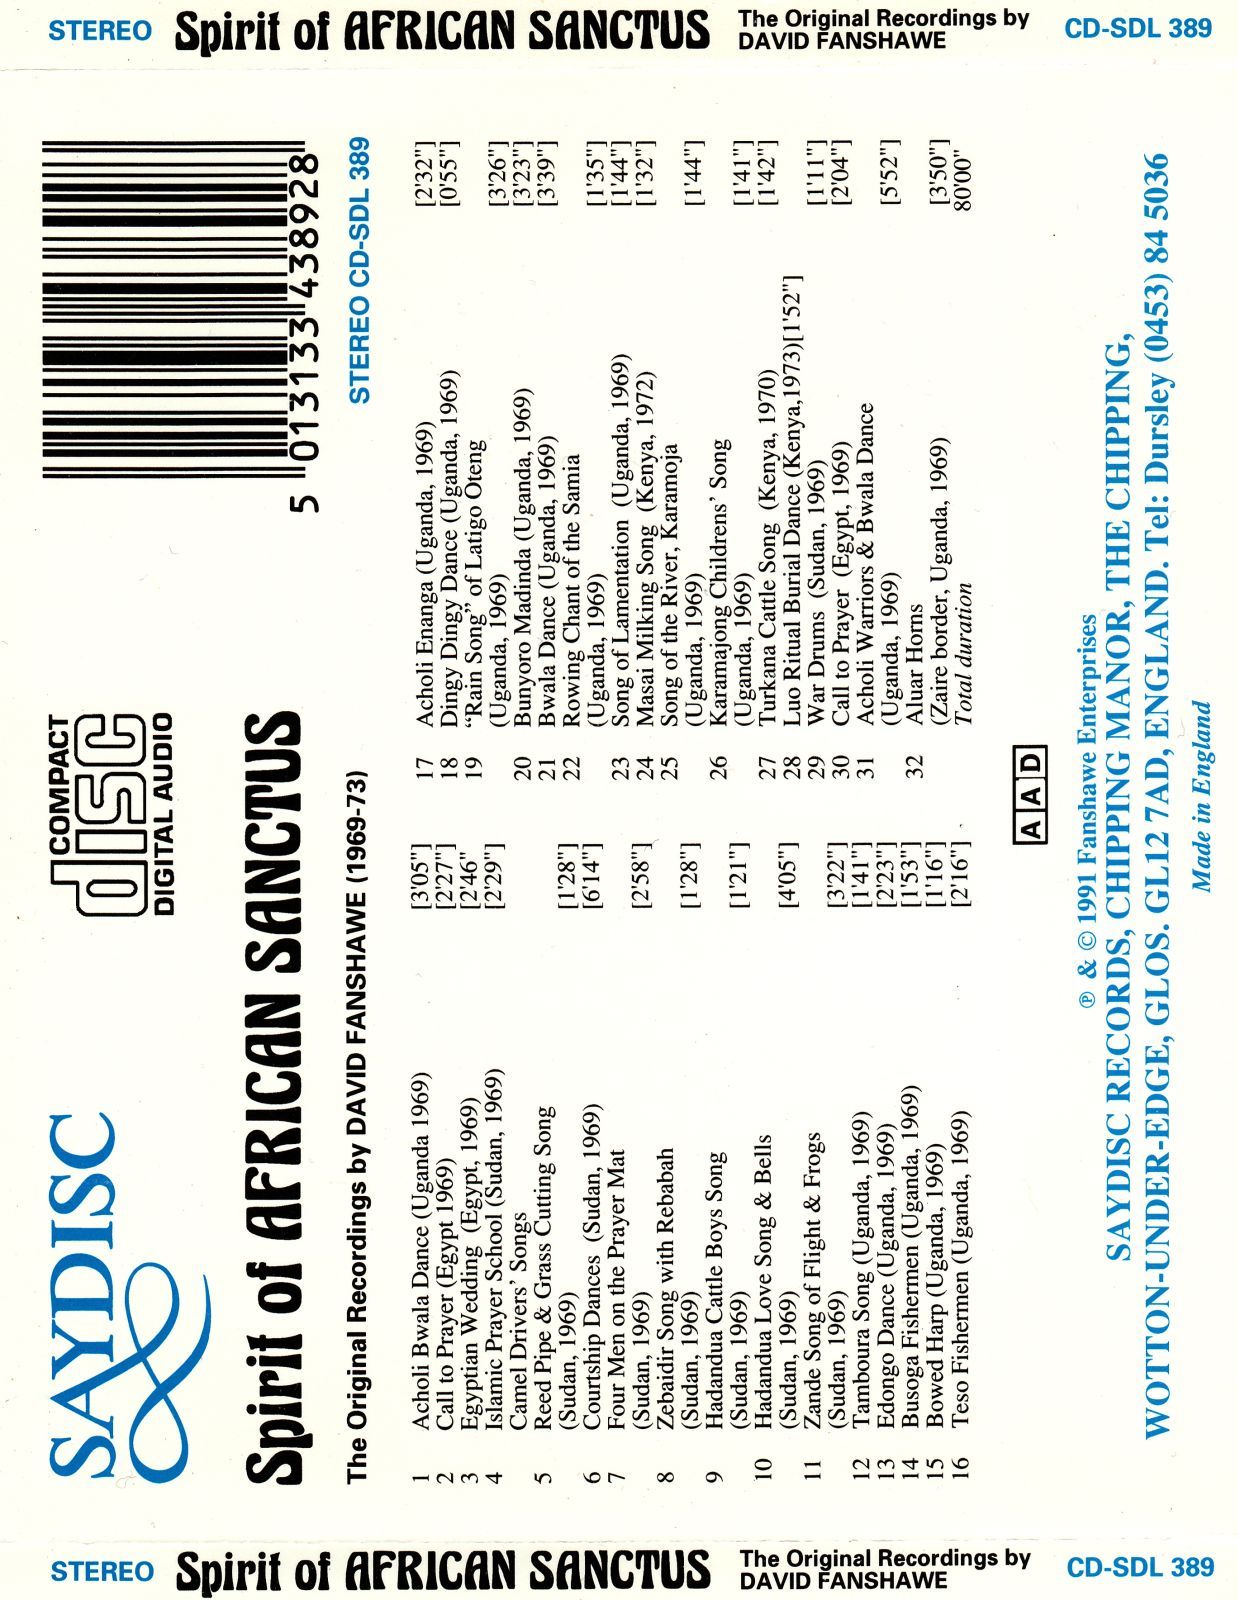 STEREO Spirit of AFRICAN SANCTUS The Original Recordings by CD-SDL 389
DAVID FANSHAWE
SAYDISC
COMPACT
disc
DIGITAL AUDIO
5 013133 438928
Spirit of AFRICAN SANCTUS
The Original Recordings by DAVID FANSHAWE (1969-73)
STEREO CD-SDL 389
1 Acholi Bwala Dance (Uganda 1969) [3'05"]
2 Call to Prayer (Egypt 1969) [2'27"]
3 Egyptian Wedding (Egypt, 1969) [2'46"
4 Islamic Prayer School (Sudan, 1969) [2'29"]
Camel Drivers' Songs
5 Reed Pipe & Grass Cutting Song
(Sudan, 1969) [1'28"]
6 Courtship Dances (Sudan, 1969) [6'14"]
7 Four Men on the Prayer Mat
(Sudan, 1969) [2'58"]
8 Zebaidir Song with Rebabah
(Sudan, 1969) [1'28"]
9 Hadandua Cattle Boys Song
(Sudan, 1969) [1'21"]
10 Hadandua Love Song & Bells
(Sudan, 1969) [4'05"]
11 Zande Song of Flight & Frogs
(Sudan, 1969) [3'22"]
12 Tamboura Song (Uganda, 1969) [1'41"]
13 Edongo Dance (Uganda, 1969) [2'23"]
14 Busoga Fishermen (Uganda, 1969) [1'53"]
15 Bowed Harp (Uganda, 1969) [1'16"]
16 Teso Fishermen (Uganda, 1969) [2'16"]
17 Acholi Enanga (Uganda, 1969) [2'32"]
18 Dingy Dingy Dance (Uganda, 1969) [0'55"]
19 "Rain Song" of Latigo Oteng
(Uganda, 1969) [3'26"]
20 Bunyoro Madinda (Uganda, 1969) [3'23"]
21 Bwala Dance (Uganda, 1969) [3'39"]
22 Rowing Chant of the Samia
(Uganda, 1969) [1'35"]
23 Song of Lamentation (Uganda, 1969) [1'44"]
24 Masai Milking Song (Kenya, 1972) [1'32"]
25 Song of the River, Karamoja
(Uganda, 1969) [1'44"]
26 Karamajong Childrens' Song
(Uganda, 1969) [1'41"]
27 Turkana Cattle Song (Kenya, 1970) [1'42"]
28 Luo Ritual Burial Dance (Kenya,1973)[1'52"]
29 War Drums (Sudan, 1969) [1'11"]
30 Call to Prayer (Egypt, 1969) [2'04"]
31 Acholi Warriors & Bwala Dance
(Uganda, 1969) [5'52"]
32 Aluar Horns
(Zaire border, Uganda, 1969) [3'50"]
Total duration 80'00"
AAD
℗ & © 1991 Fanshawe Enterprises
SAYDISC RECORDS, CHIPPING MANOR, THE CHIPPING,
WOTTON-UNDER-EDGE, GLOS. GL12 7AD, ENGLAND. Tel: Dursley (0453) 84 5036
Made in England
STEREO Spirit of AFRICAN SANCTUS The Original Recordings by CD-SDL 389
DAVID FANSHAWE